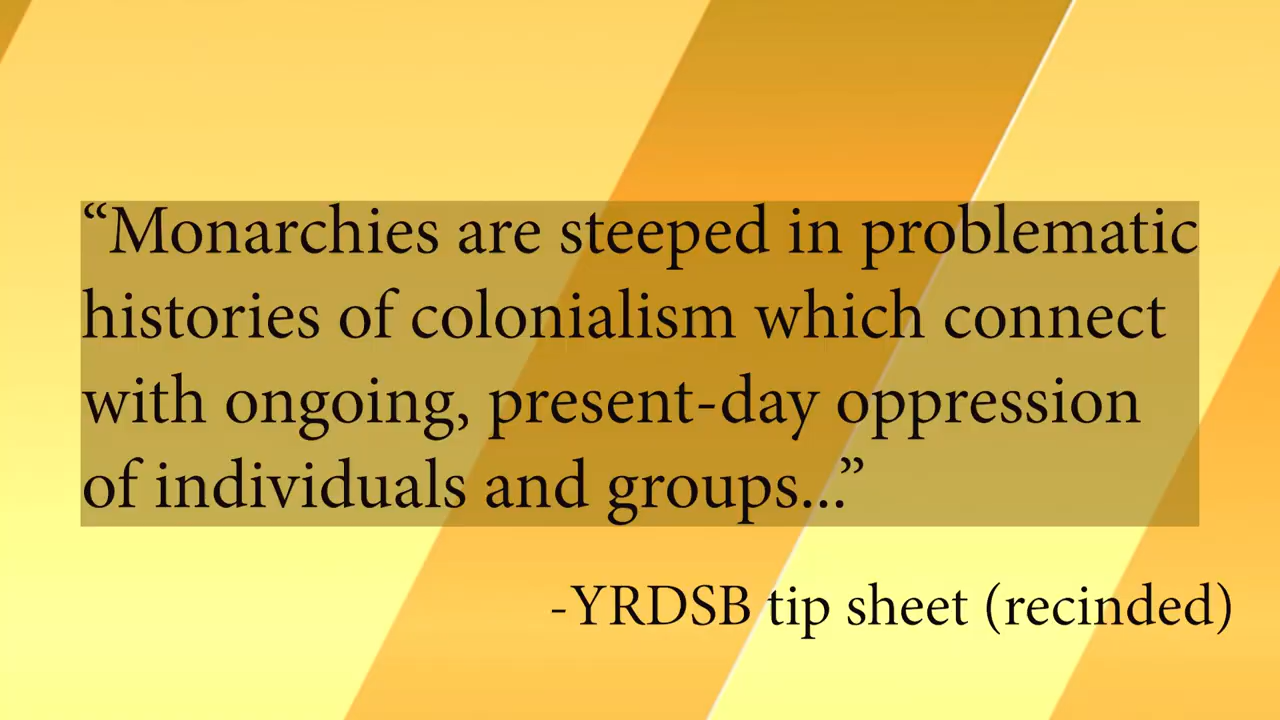 “Monarchies are steeped in problematic
histories of colonialism which connect
with ongoing, present-day oppression
of individuals and groups...”
-YRDSB tip sheet (recinded)